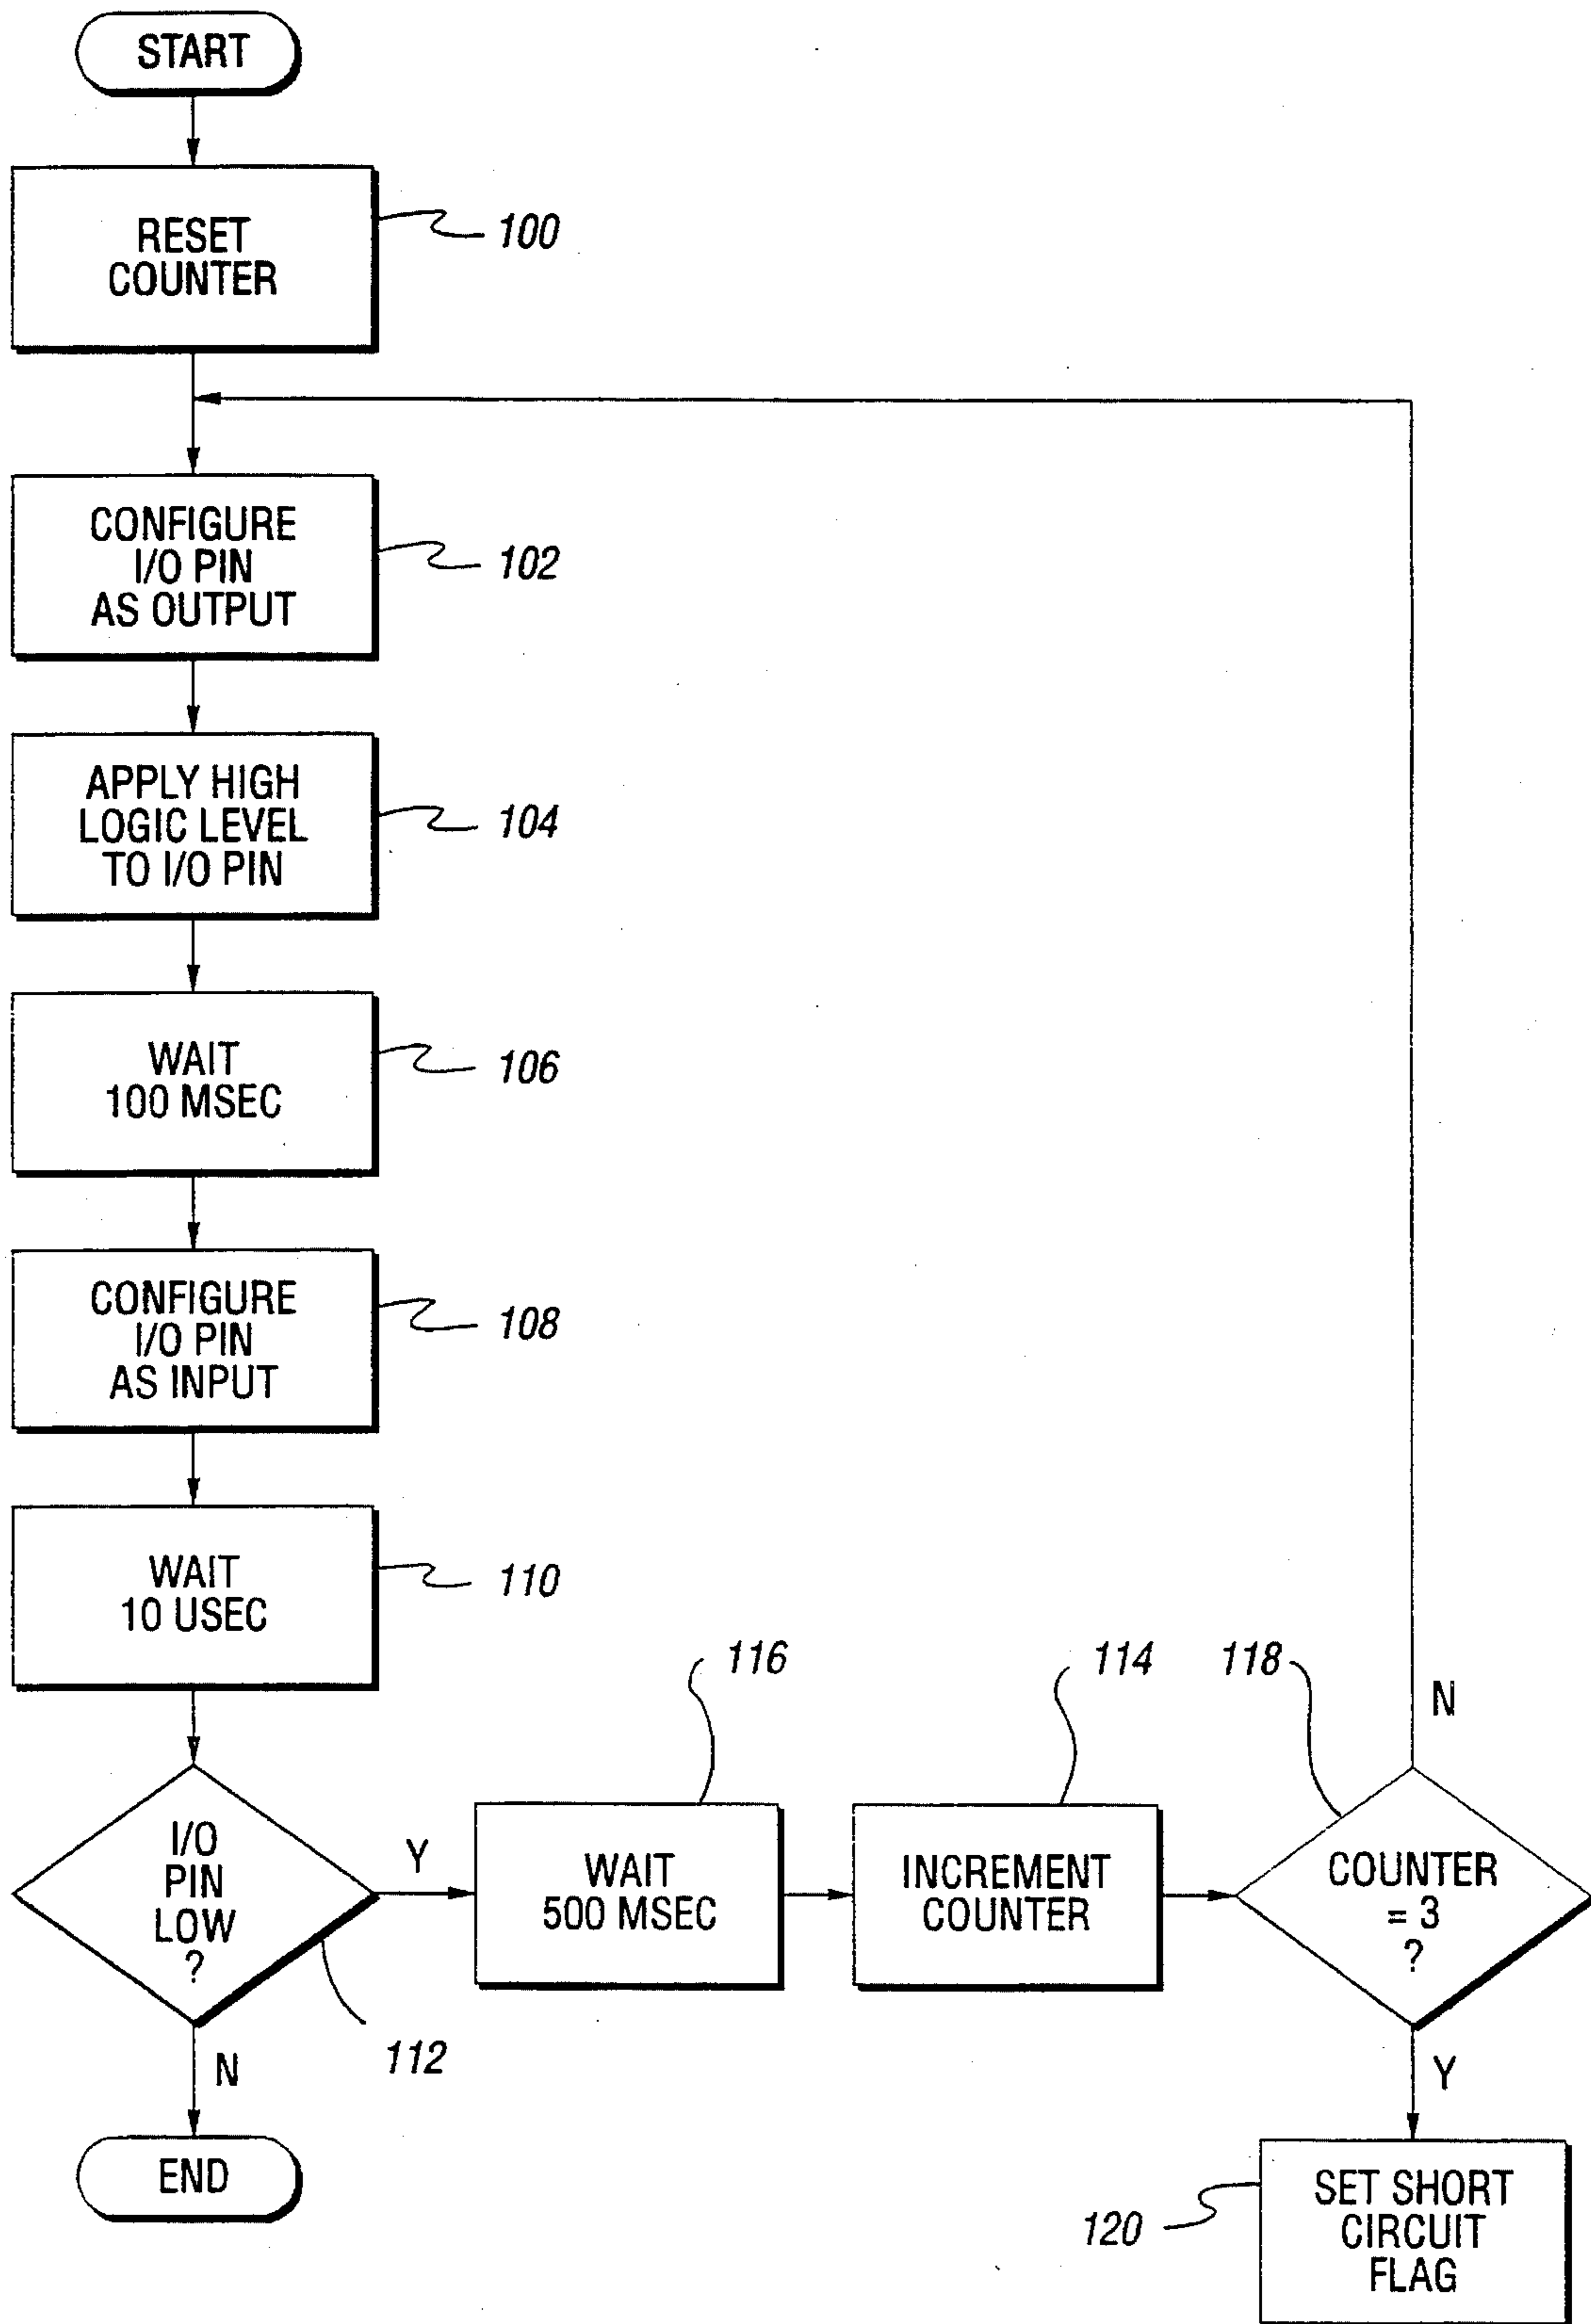 START
RESET
COUNTER
100
CONFIGURE
I/O PIN
AS OUTPUT
102
APPLY HIGH
LOGIC LEVEL
TO I/O PIN
104
WAIT
100 MSEC
106
CONFIGURE
I/O PIN
AS INPUT
108
WAIT
10 USEC
110
I/O
PIN
LOW
?
112
Y
N
END
116
WAIT
500 MSEC
114
INCREMENT
COUNTER
118
COUNTER
= 3
?
N
Y
120
SET SHORT
CIRCUIT
FLAG